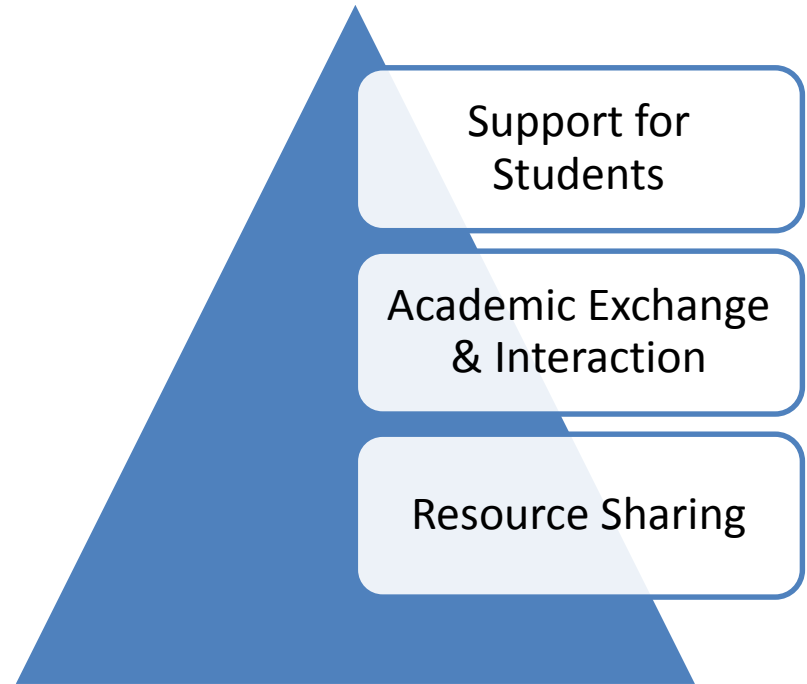 Support for
Students
Academic Exchange
& Interaction
Resource Sharing